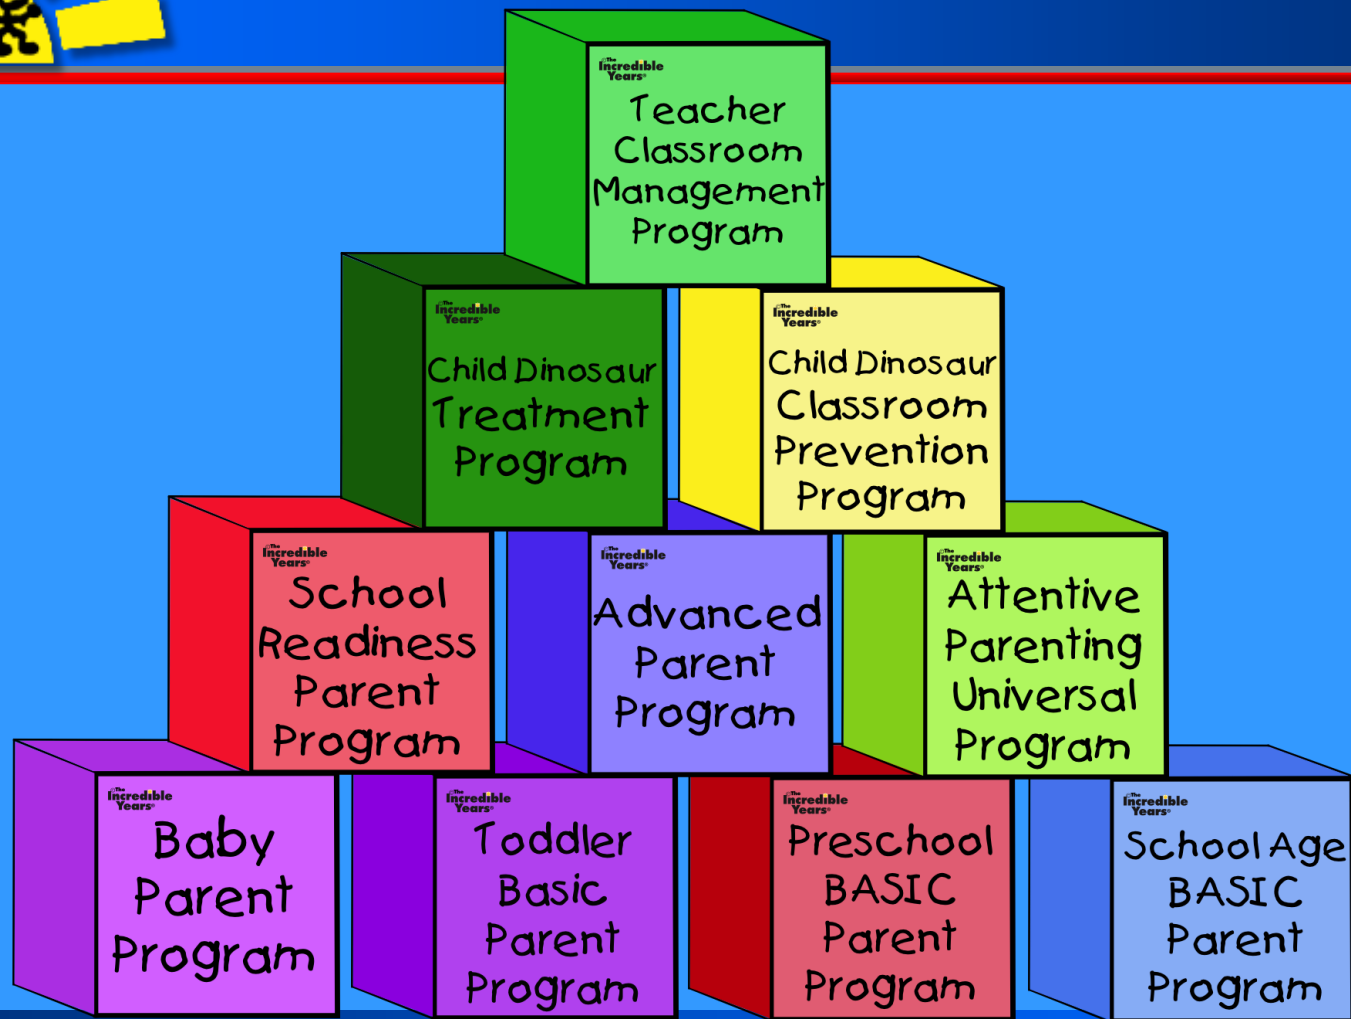 The
Incredible
Years®
Teacher
Classroom
Management
Program
The
Incredible
Years®
Child Dinosaur
Treatment
Program
The
Incredible
Years®
Child Dinosaur
Classroom
Prevention
Program
The
Incredible
Years®
School
Readiness
Parent
Program
The
Incredible
Years®
Advanced
Parent
Program
The
Incredible
Years®
Attentive
Parenting
Universal
Program
The
Incredible
Years®
Baby
Parent
Program
The
Incredible
Years®
Toddler
Basic
Parent
Program
The
Incredible
Years®
Preschool
BASIC
Parent
Program
The
Incredible
Years®
School Age
BASIC
Parent
Program